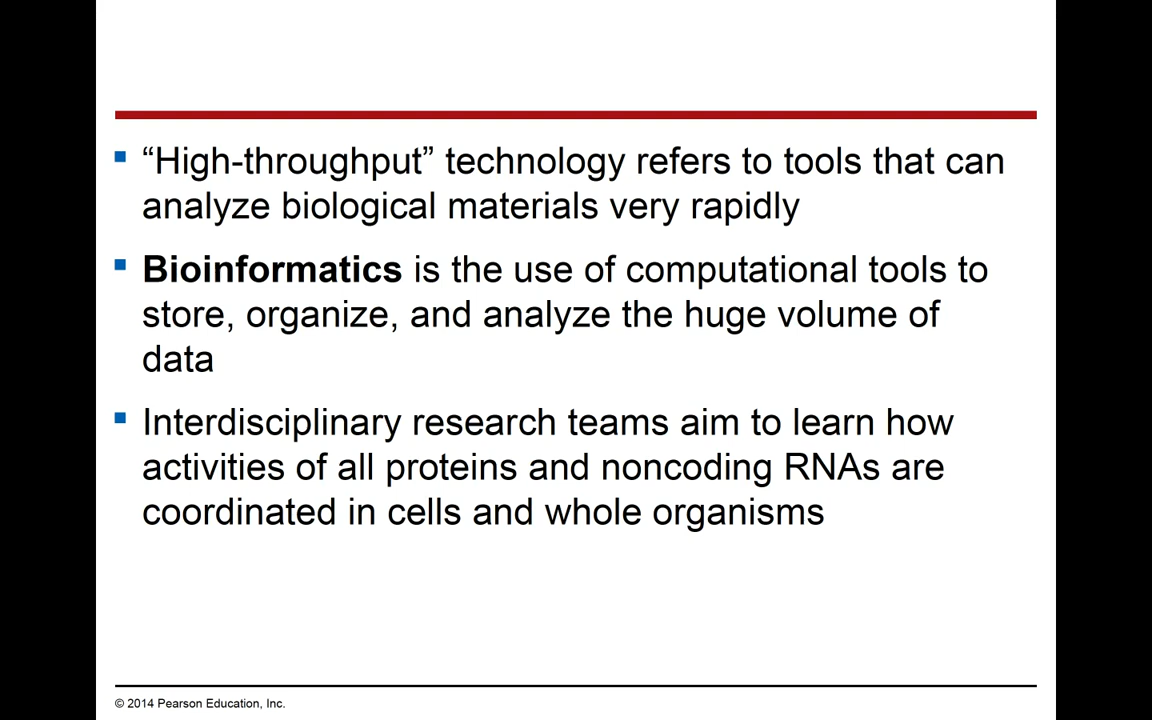 “High-throughput” technology refers to tools that can
analyze biological materials very rapidly
Bioinformatics is the use of computational tools to
store, organize, and analyze the huge volume of
data
Interdisciplinary research teams aim to learn how
activities of all proteins and noncoding RNAs are
coordinated in cells and whole organisms
© 2014 Pearson Education, Inc.